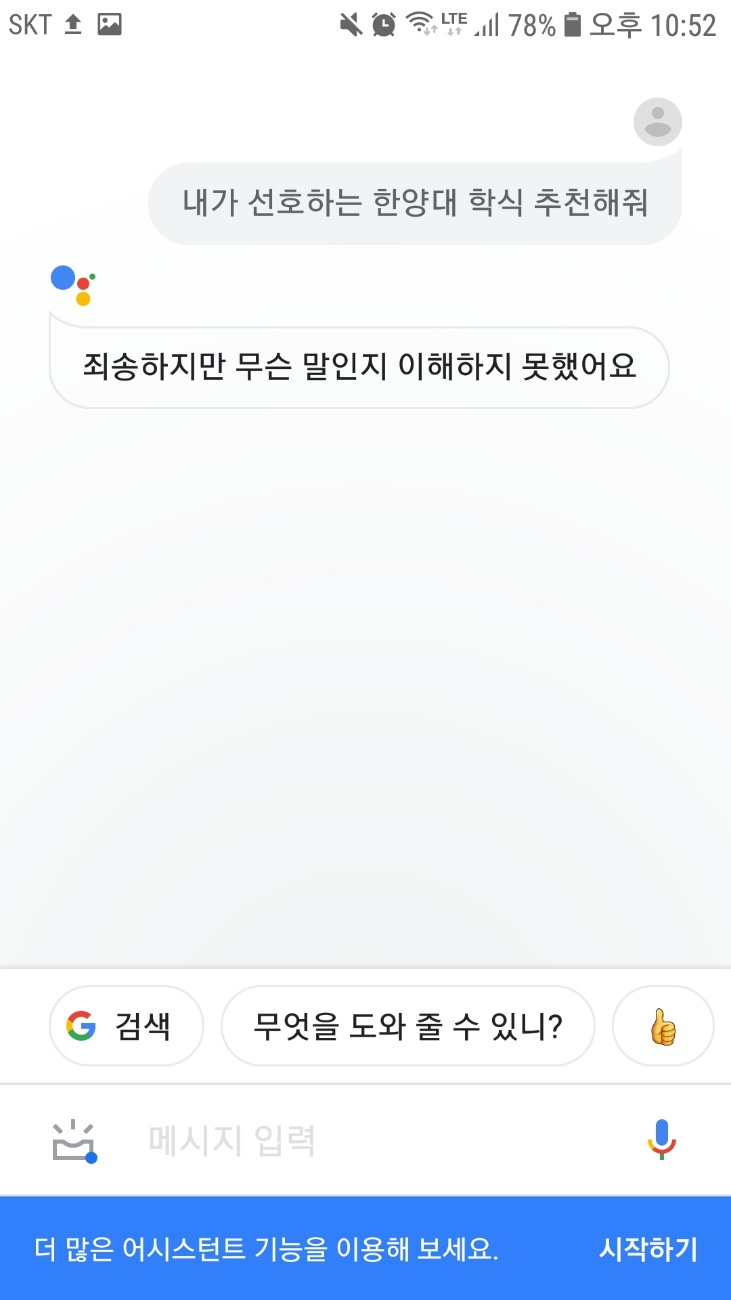 SKT LTE 78% 오후 10:52
내가 선호하는 한양대 학식 추천해줘
죄송하지만 무슨 말인지 이해하지 못했어요
G 검색 무엇을 도와 줄 수 있니?
메시지 입력
더 많은 어시스턴트 기능을 이용해 보세요. 시작하기